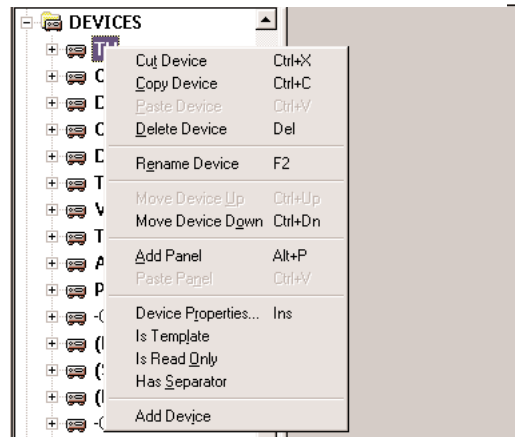 DEVICES
Cut Device Ctrl+X
Copy Device Ctrl+C
Paste Device Ctrl+V
Delete Device Del
Rename Device F2
Move Device Up Ctrl+Up
Move Device Down Ctrl+Dn
Add Panel Alt+P
Paste Panel Ctrl+V
Device Properties... Ins
Is Template
Is Read Only
Has Separator
Add Device